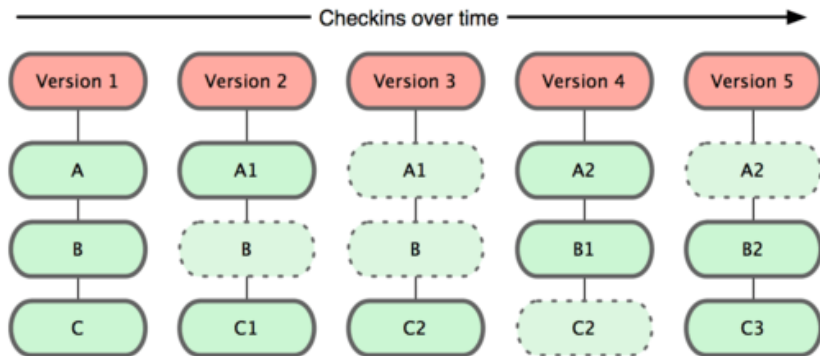 Checkins over time
Version 1 Version 2 Version 3 Version 4 Version 5
A A1 A1 A2 A2
B B B B1 B2
C C1 C2 C2 C3